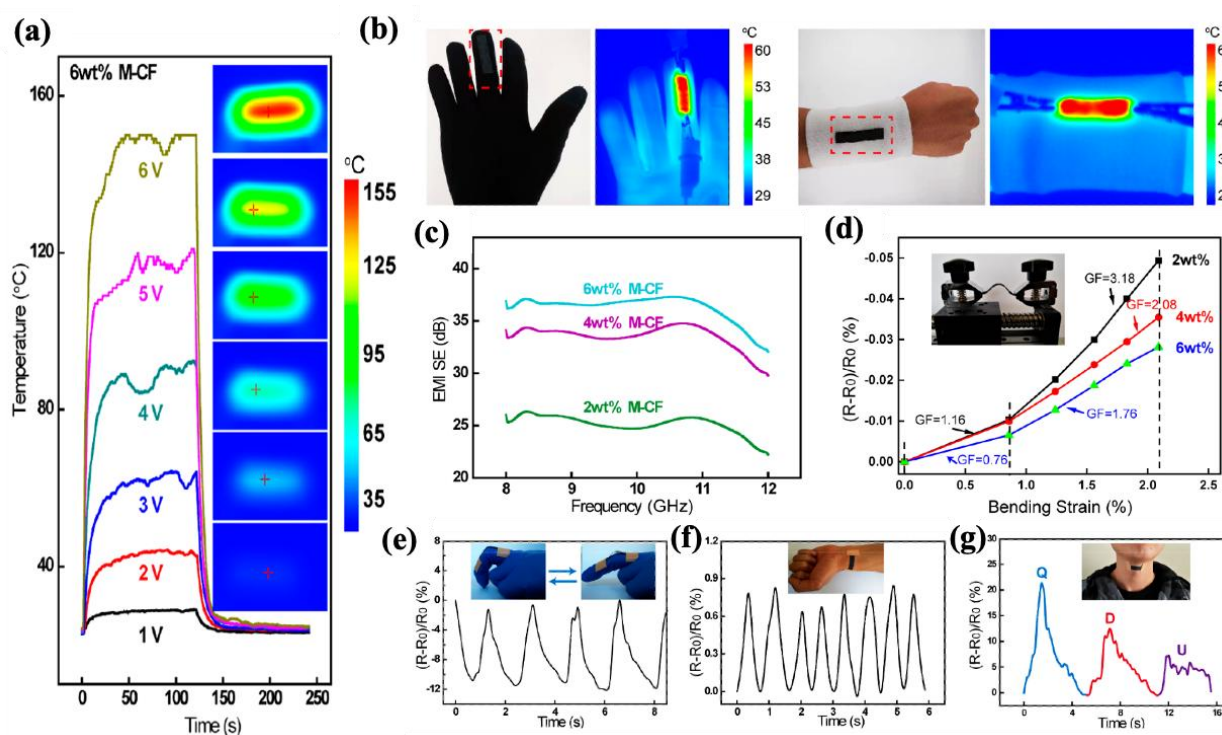 (a)
6wt% M-CF
160
120
80
40
Temperature (°C)
6 V
5 V
4 V
3 V
2 V
1 V
0 50 100 150 200 250
Time (s)
°C
155
125
95
65
35
(b)
°C
60
53
45
38
29
°C
(c)
40
35
30
25
20
EMI SE (dB)
6wt% M-CF
4wt% M-CF
2wt% M-CF
8 9 10 11 12
Frequency (GHz)
(d)
-0.05
-0.04
-0.03
-0.02
-0.01
0.00
(R-R0)/R0 (%)
2wt%
GF=3.18
GF=2.08
4wt%
6wt%
GF=1.16
GF=1.76
GF=0.76
0.0 0.5 1.0 1.5 2.0 2.5
Bending Strain (%)
(e)
8
4
0
-4
-8
-12
(R-R0)/R0 (%)
0 2 4 6 8
Time (s)
(f)
1.2
0.8
0.4
0.0
(R-R0)/R0 (%)
0 1 2 3 4 5 6
Time (s)
(g)
30
25
20
15
10
5
0
(R-R0)/R0 (%)
Q
D
U
0 4 8 12 16
Time (s)